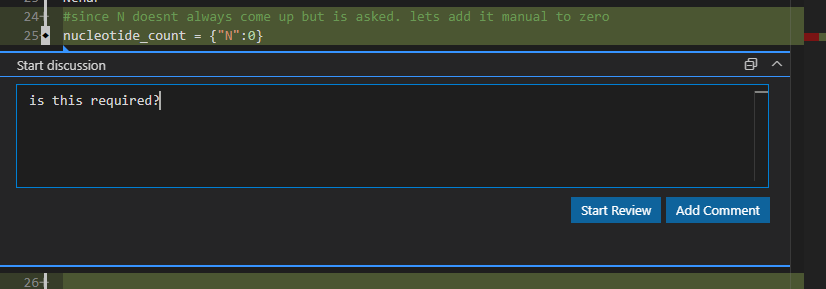 24 #since N doesnt always come up but is asked. lets add it manual to zero
25 nucleotide_count = {"N":0}
Start discussion
is this required?
Start Review Add Comment
26